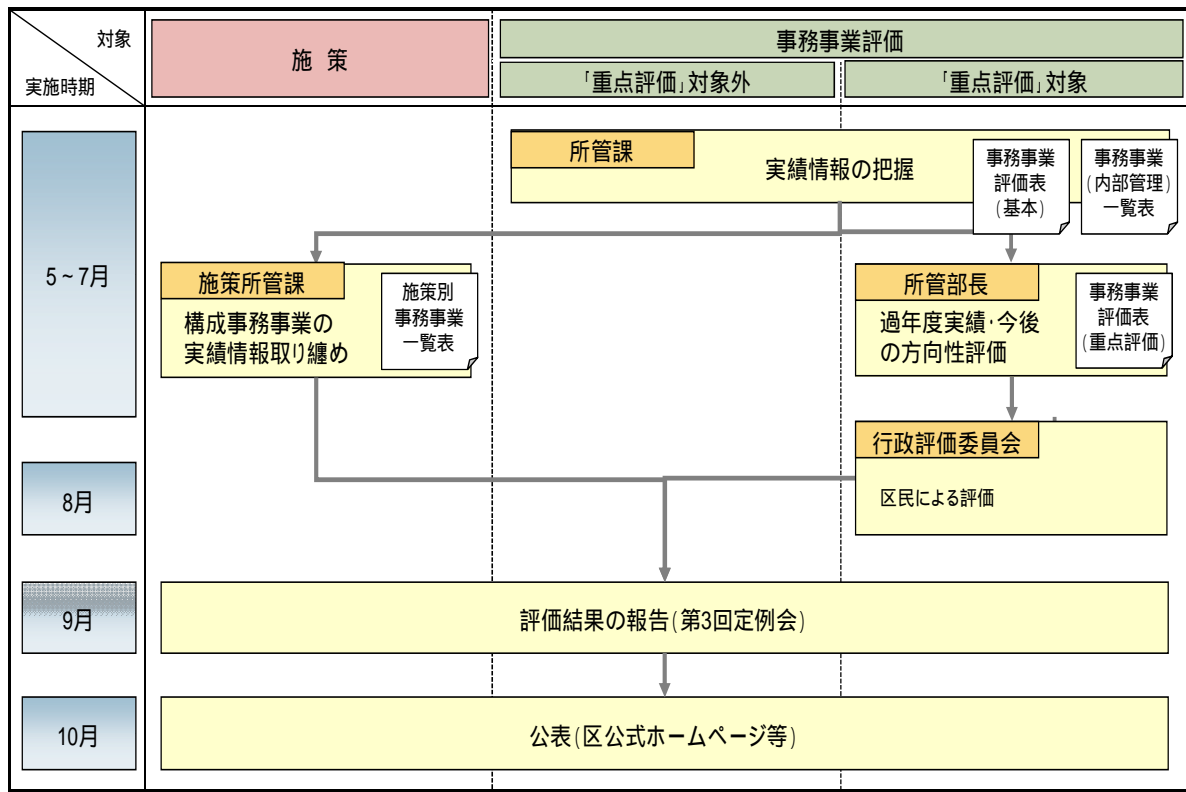 対象
実施時期
施 策
事務事業評価
「重点評価」対象外
「重点評価」対象
5~7月
所管課
実績情報の把握
事務事業
評価表
(基本)
事務事業
(内部管理)
一覧表
施策所管課
構成事務事業の
実績情報取り纏め
施策別
事務事業
一覧表
所管部長
過年度実績・今後
の方向性評価
事務事業
評価表
(重点評価)
行政評価委員会
区民による評価
8月
9月
評価結果の報告(第3回定例会)
10月
公表(区公式ホームページ等)